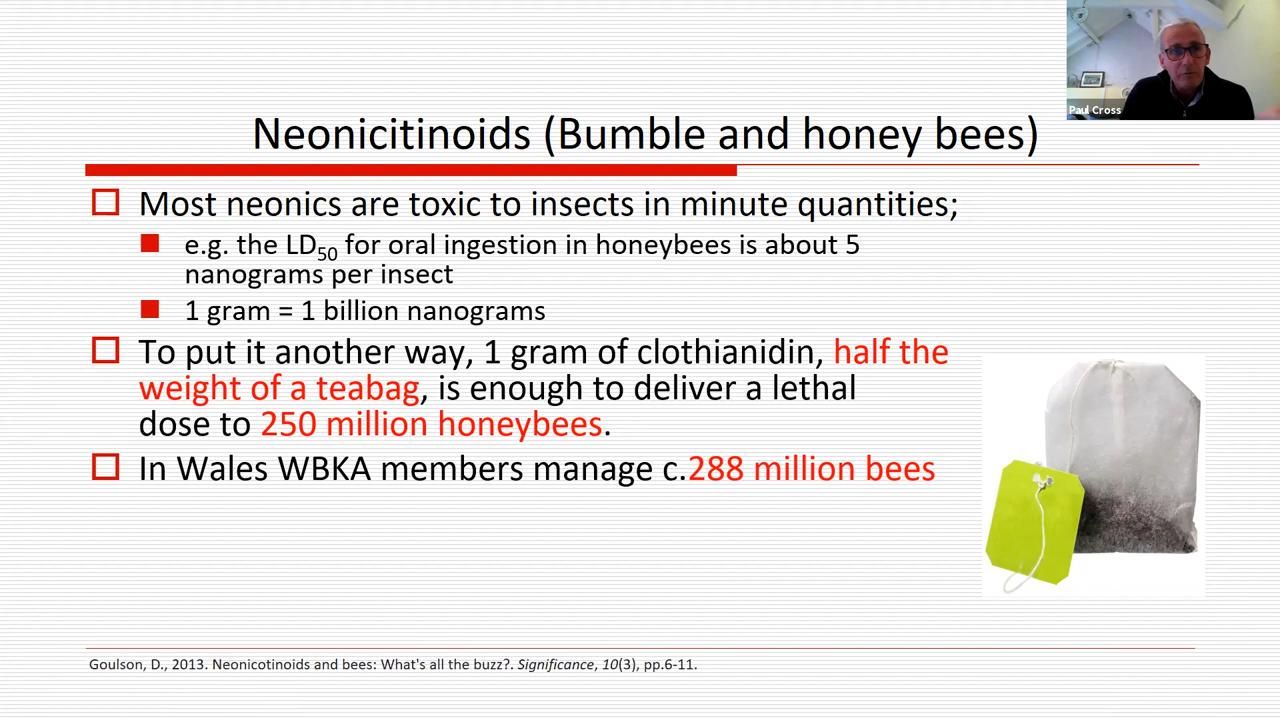 Paul Cross
Neonicitinoids (Bumble and honey bees)
Most neonics are toxic to insects in minute quantities;
e.g. the LD50 for oral ingestion in honeybees is about 5
nanograms per insect
1 gram = 1 billion nanograms
To put it another way, 1 gram of clothianidin, half the
weight of a teabag, is enough to deliver a lethal
dose to 250 million honeybees.
In Wales WBKA members manage c.288 million bees
Goulson, D., 2013. Neonicotinoids and bees: What's all the buzz?. Significance, 10(3), pp.6-11.